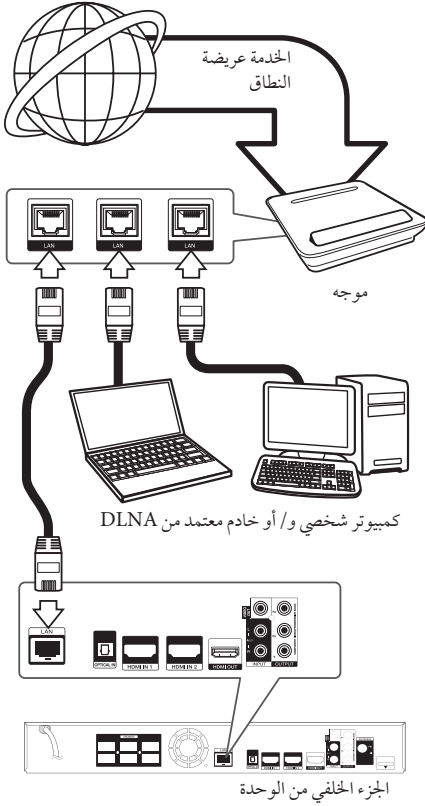 الخدمة عريضة
النطاق
LAN
LAN
LAN
موجه
كمبيوتر شخصي و/ أو خادم معتمد من DLNA
LAN
OPTICAL IN
HDMI IN 1
HDMI IN 2
HDMI OUT
INPUT
OUTPUT
الجزء الخلفي من الوحدة